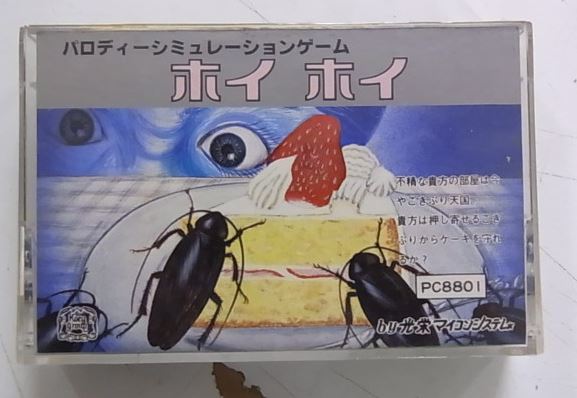 パロディーシミュレーションゲーム
ホイ ホイ
不精な貴方の部屋は今
やごきぶり天国。
貴方は押し寄せるごき
ぶりからケーキを守れ
るか?
PC8801
by光栄マイコンシステム